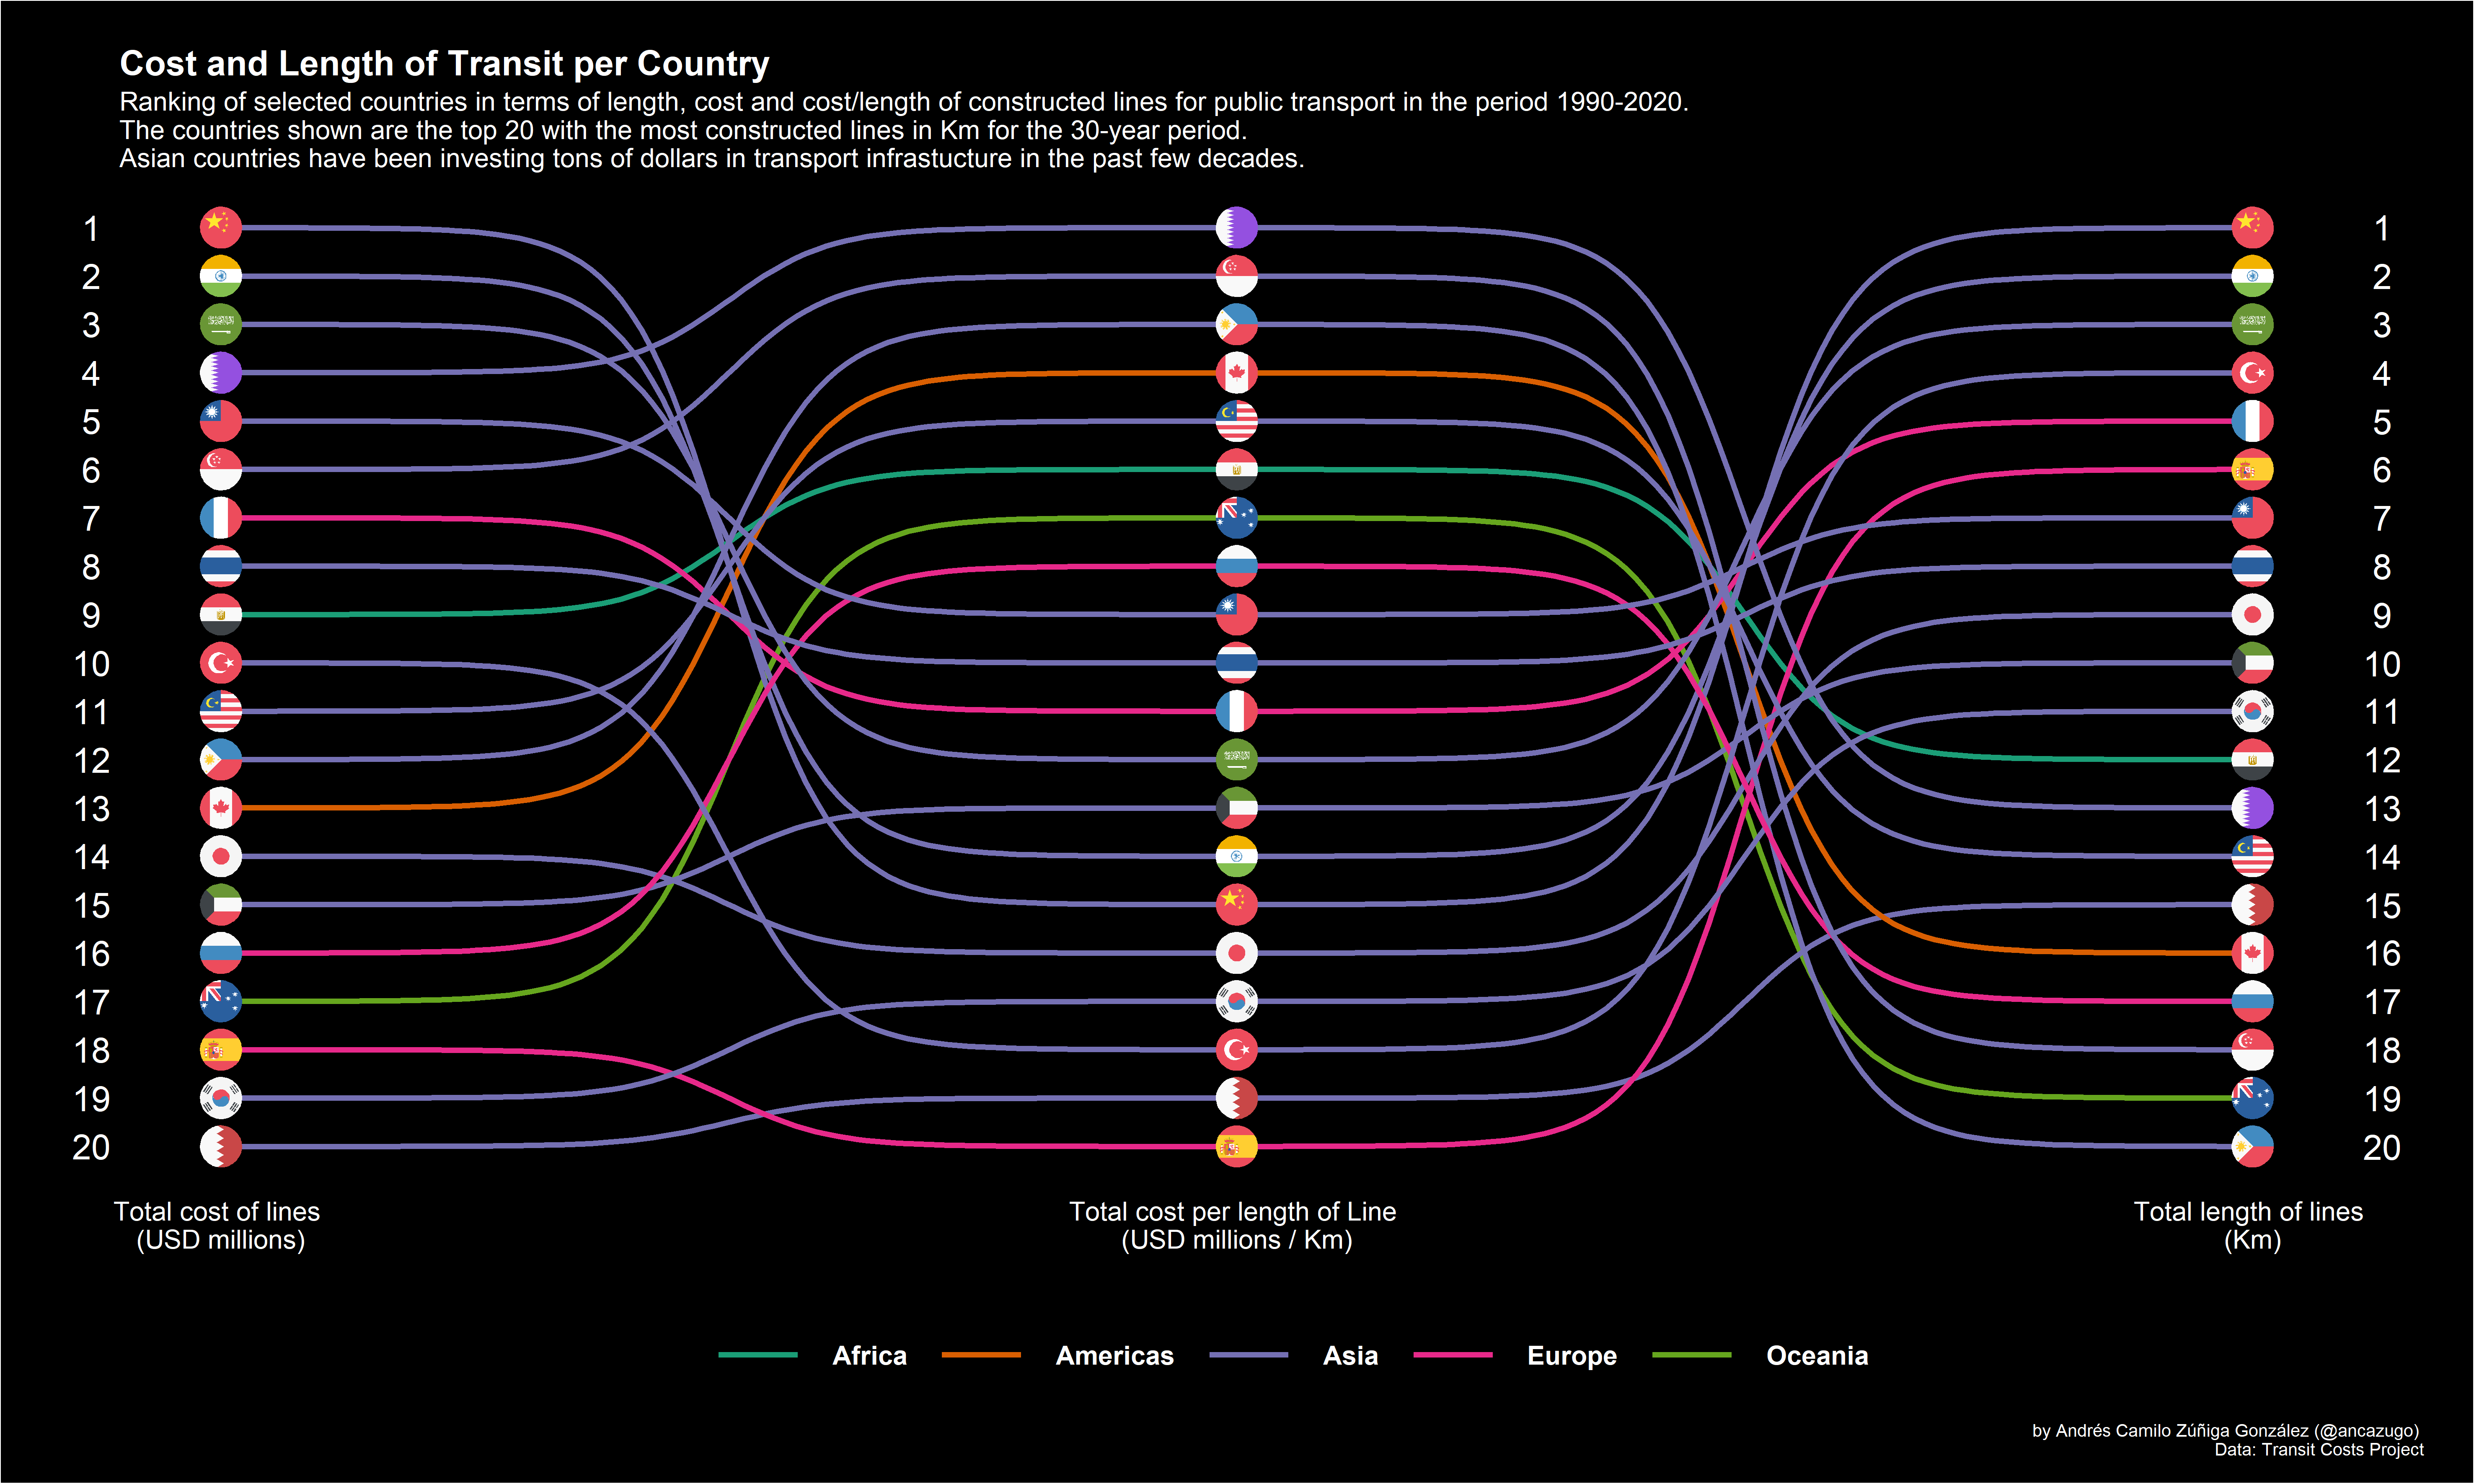 Cost and Length of Transit per Country
Ranking of selected countries in terms of length, cost and cost/length of constructed lines for public transport in the period 1990-2020.
The countries shown are the top 20 with the most constructed lines in Km for the 30-year period.
Asian countries have been investing tons of dollars in transport infrastucture in the past few decades.
1 1
2 2
3 3
4 4
5 5
6 6
7 7
8 8
9 9
10 10
11 11
12 12
13 13
14 14
15 15
16 16
17 17
18 18
19 19
20 20
Total cost of lines
(USD millions)
Total cost per length of Line
(USD millions / Km)
Total length of lines
(Km)
Africa Americas Asia Europe Oceania
by Andrés Camilo Zúñiga González (@ancazugo)
Data: Transit Costs Project